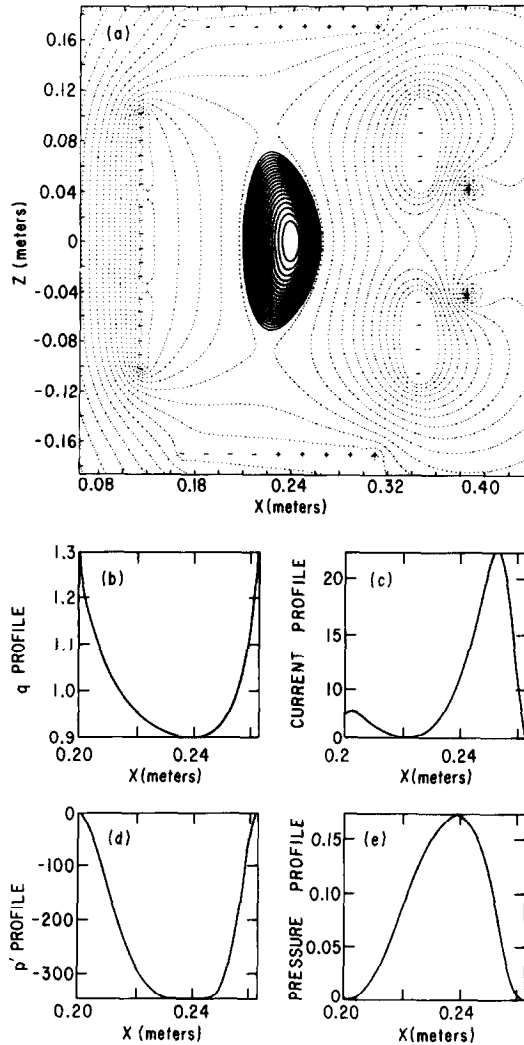 (a)
0.16
0.12
0.08
0.04
0
-0.04
-0.08
-0.12
-0.16
Z (meters)
0.08 0.16 0.24 0.32 0.40
X(meters)
(b)
1.3
1.2
1.1
1.0
0.9
q PROFILE
0.20 0.24
X(meters)
(c)
20
10
0
CURRENT PROFILE
0.2 0.24
X(meters)
(d)
0
-100
-200
-300
p' PROFILE
0.20 0.24
X (meters)
(e)
0.15
0.10
0.05
0
PRESSURE PROFILE
0.20 0.24
X (meters)